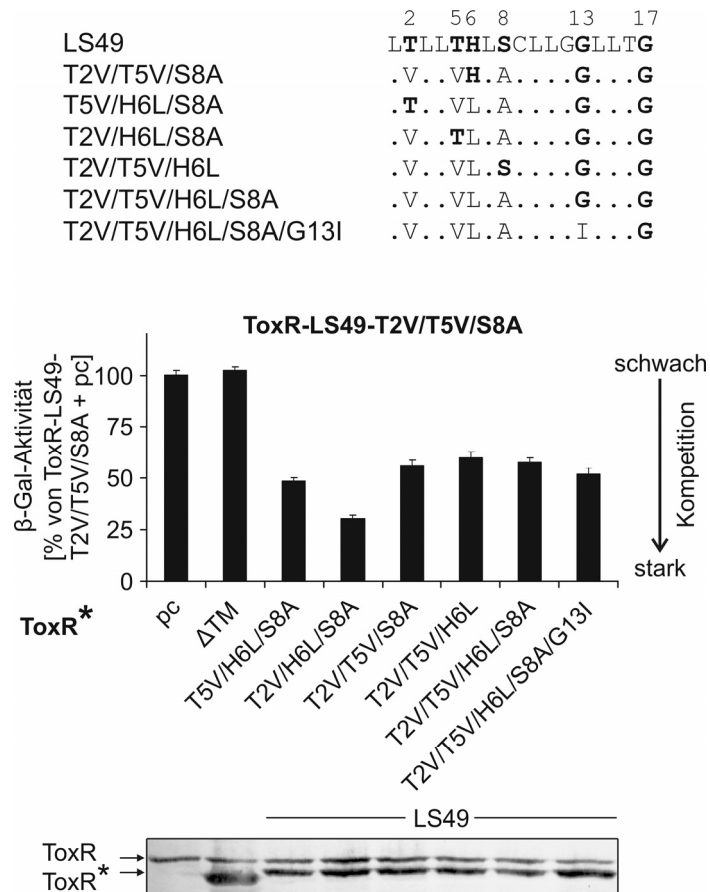 2 56 8 13 17
LS49 LTLLTHLSCLLGGLLTG
T2V/T5V/S8A .V..VH.A....G...G
T5V/H6L/S8A .T..VL.A....G...G
T2V/H6L/S8A .V..TL.A....G...G
T2V/T5V/H6L .V..VL.S....G...G
T2V/T5V/H6L/S8A .V..VL.A....G...G
T2V/T5V/H6L/S8A/G13I .V..VL.A....I...G
ToxR-LS49-T2V/T5V/S8A
β-Gal-Aktivität
[% von ToxR-LS49-
T2V/T5V/S8A + pc]
100
75
50
25
0
schwach
Kompetition
stark
ToxR*
pc
ΔTM
T5V/H6L/S8A
T2V/H6L/S8A
T2V/T5V/S8A
T2V/T5V/H6L
T2V/T5V/H6L/S8A
T2V/T5V/H6L/S8A/G13I
LS49
ToxR
ToxR*